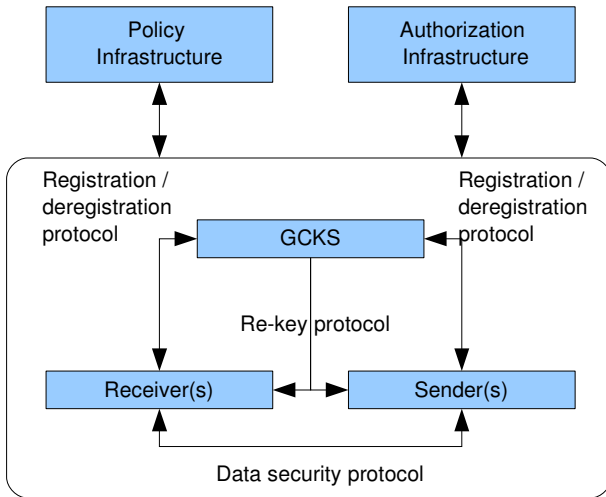 Policy
Infrastructure
Authorization
Infrastructure
Registration /
deregistration
protocol
Registration /
deregistration
protocol
GCKS
Re-key protocol
Receiver(s)
Sender(s)
Data security protocol